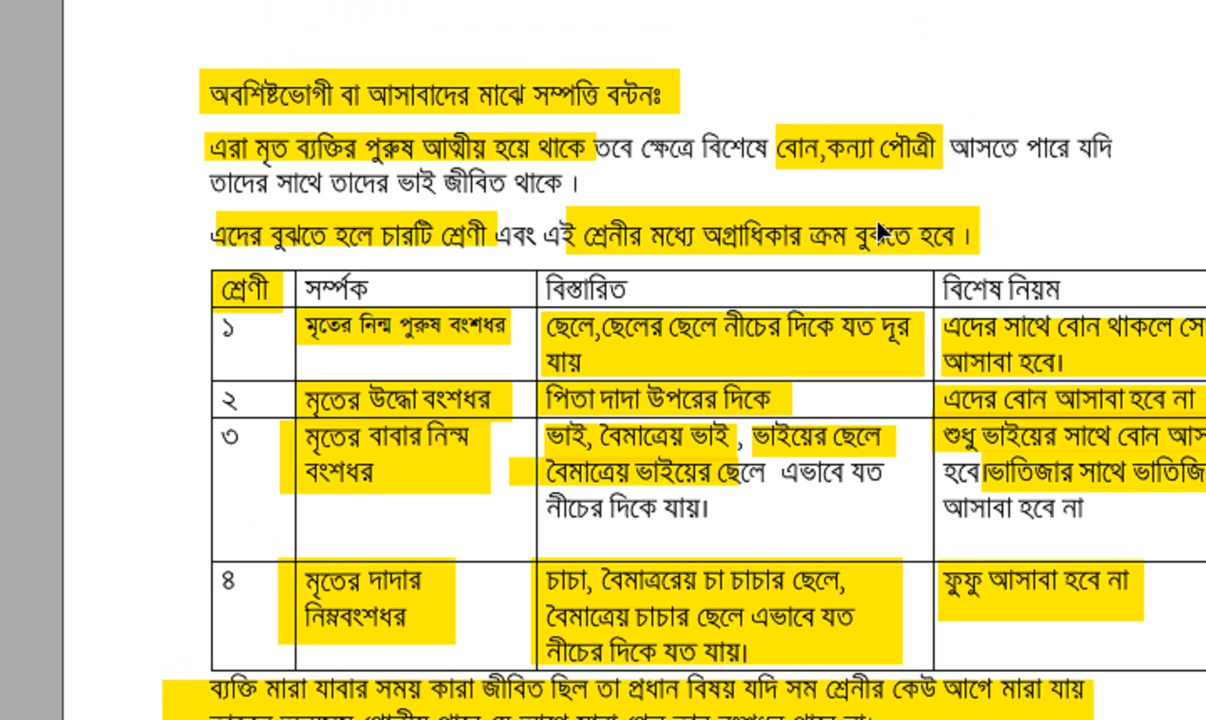 অবশিষ্টভোগী বা আসাবাদের মাঝে সম্পত্তি বন্টনঃ
এরা মৃত ব্যক্তির পুরুষ আত্মীয় হয়ে থাকে তবে ক্ষেত্রে বিশেষে বোন,কন্যা পৌত্রী আসতে পারে যদি
তাদের সাথে তাদের ভাই জীবিত থাকে ।
এদের বুঝতে হলে চারটি শ্রেণী এবং এই শ্রেনীর মধ্যে অগ্রাধিকার ক্রম বুঝতে হবে ।
শ্রেণী সর্ম্পক বিস্তারিত বিশেষ নিয়ম
১ মৃতের নিন্ম পুরুষ বংশধর ছেলে,ছেলের ছেলে নীচের দিকে যত দূর এদের সাথে বোন থাকলে সে
যায় আসাবা হবে।
২ মৃতের উদ্ধো বংশধর পিতা দাদা উপরের দিকে এদের বোন আসাবা হবে না
৩ মৃতের বাবার নিম্ম ভাই, বৈমাত্রেয় ভাই , ভাইয়ের ছেলে শুধু ভাইয়ের সাথে বোন
বংশধর বৈমাত্রেয় ভাইয়ের ছেলে এভাবে যত হবে।ভাতিজার সাথে ভাতিজি
নীচের দিকে যায়। আসাবা হবে না
৪ মৃতের দাদার চাচা, বৈমাত্ররেয় চা চাচার ছেলে, ফুফু আসাবা হবে না
নিম্নবংশধর বৈমাত্রেয় চাচার ছেলে এভাবে যত
নীচের দিকে যত যায়।
ব্যক্তি মারা যাবার সময় কারা জীবিত ছিল তা প্রধান বিষয় যদি সম শ্রেনীর কেউ আগে মারা যায়